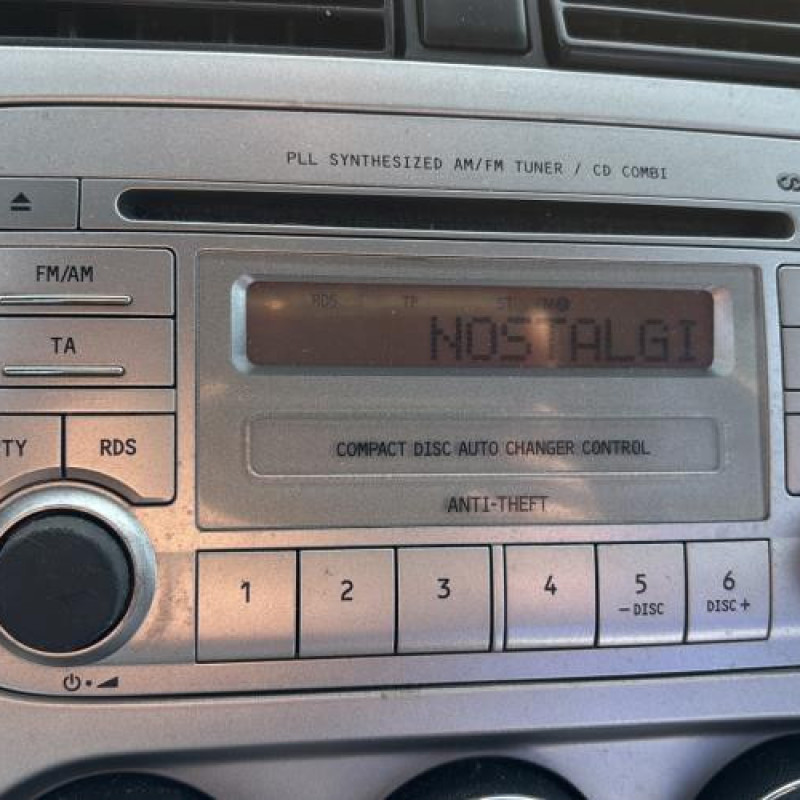 PLL SYNTHESIZED AM/FM TUNER / CD COMBI
FM/AM
TA
TY
RDS
RDS TP ST
NOSTALGI
COMPACT DISC AUTO CHANGER CONTROL
ANTI-THEFT
1 2 3 4 5 6
-DISC DISC+